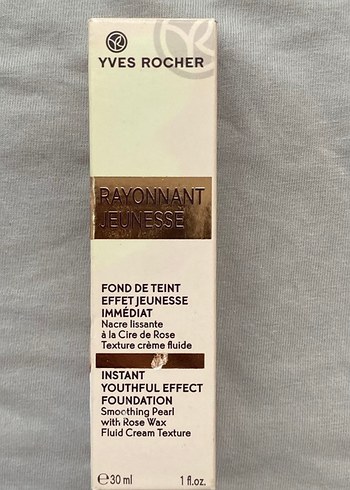 YVES ROCHER
RAYONNANT
JEUNESSE
FOND DE TEINT
EFFET JEUNESSE
IMMÉDIAT
Nacre lissante
à la Cire de Rose
Texture crème fluide
INSTANT
YOUTHFUL EFFECT
FOUNDATION
Smoothing Pearl
with Rose Wax
Fluid Cream Texture
℮30 ml 1 fl.oz.